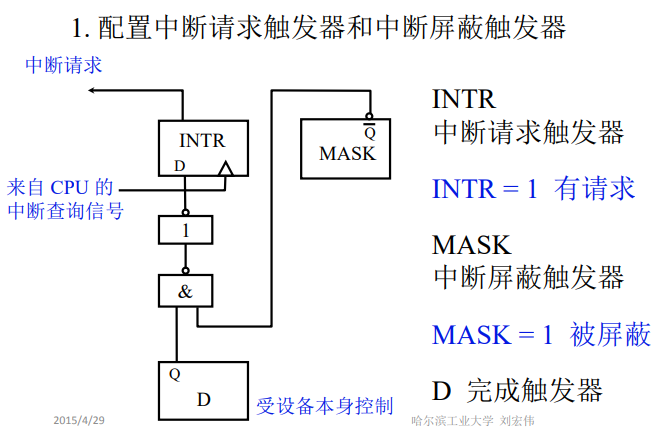 1. 配置中断请求触发器和中断屏蔽触发器
中断请求
INTR
D
来自 CPU 的
中断查询信号
1
&
Q
D
受设备本身控制
Q̅
MASK
INTR
中断请求触发器
INTR = 1 有请求
MASK
中断屏蔽触发器
MASK = 1 被屏蔽
D 完成触发器
2015/4/29
哈尔滨工业大学 刘宏伟